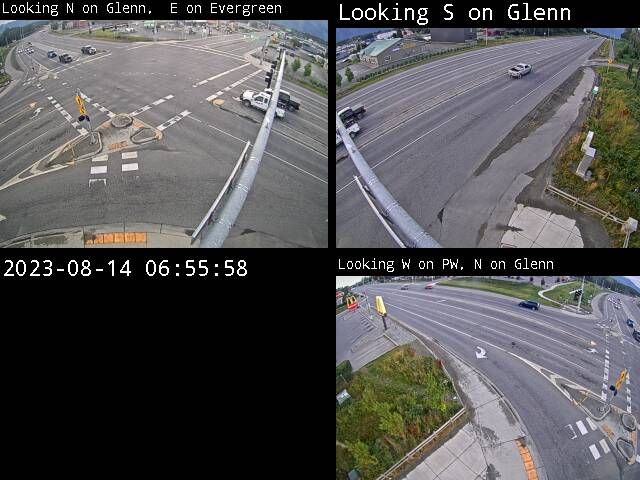 Looking N on Glenn,  E on Evergreen
Looking S on Glenn
2023-08-14 06:55:58
Looking W on PW, N on Glenn